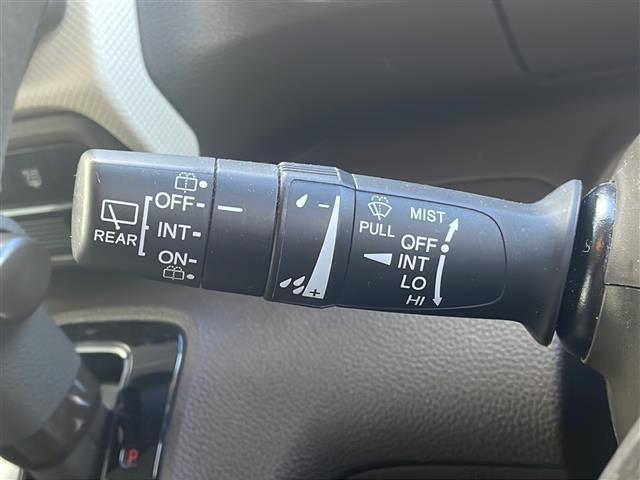 OFF
INT
ON
REAR
-
+
PULL
MIST
OFF
INT
LO
HI
P